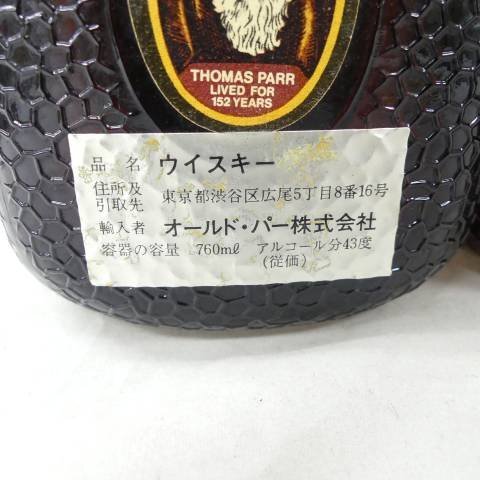 THOMAS PARR
LIVED FOR
152 YEARS
品名 ウイスキー
住所及
引取先 東京都渋谷区広尾5丁目8番16号
輸入者 オールド・パー株式会社
容器の容量 760mℓ アルコール分43度
(従価)